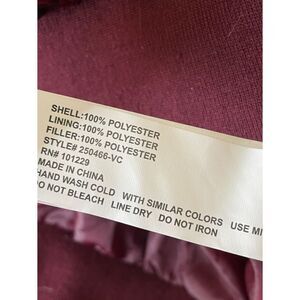 SHELL:100% POLYESTER
LINING:100% POLYESTER
FILLER:100% POLYESTER
STYLE# 250466-VC
RN# 101229
MADE IN CHINA
HAND WASH COLD WITH SIMILAR COLORS USE
DO NOT BLEACH LINE DRY DO NOT IRON